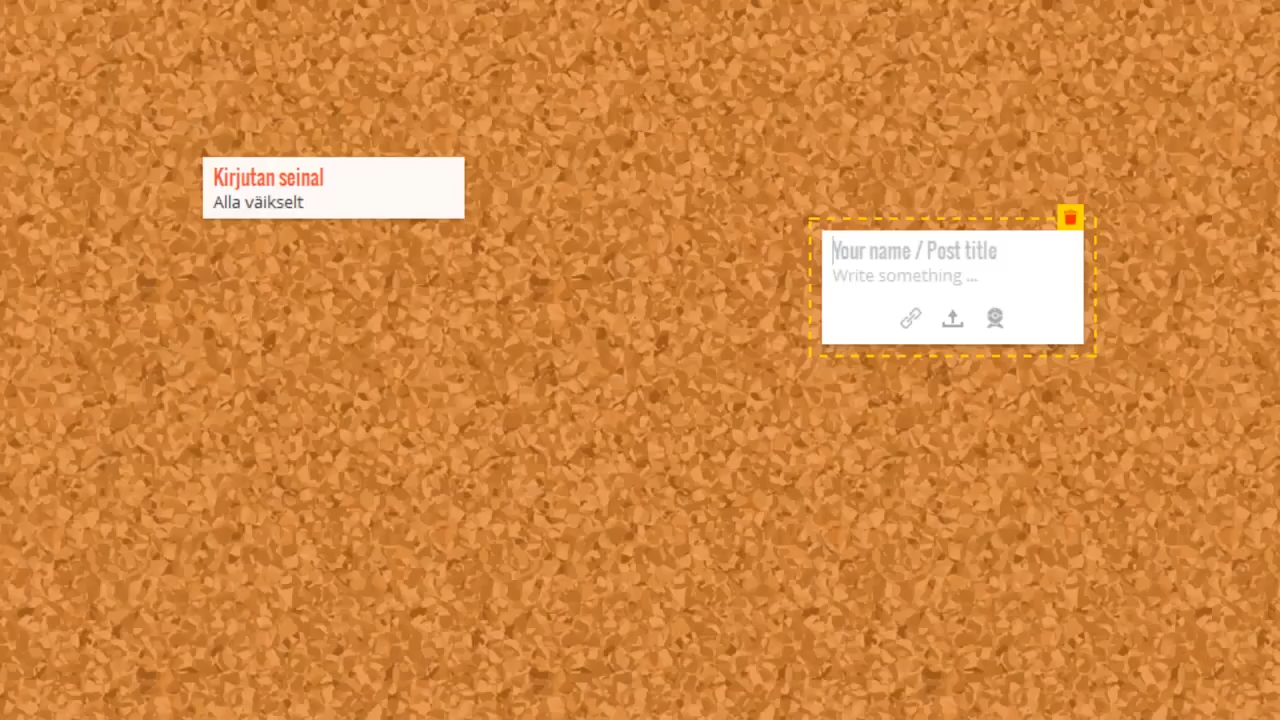 Kirjutan seinal
Alla väikselt
Your name / Post title
Write something ...